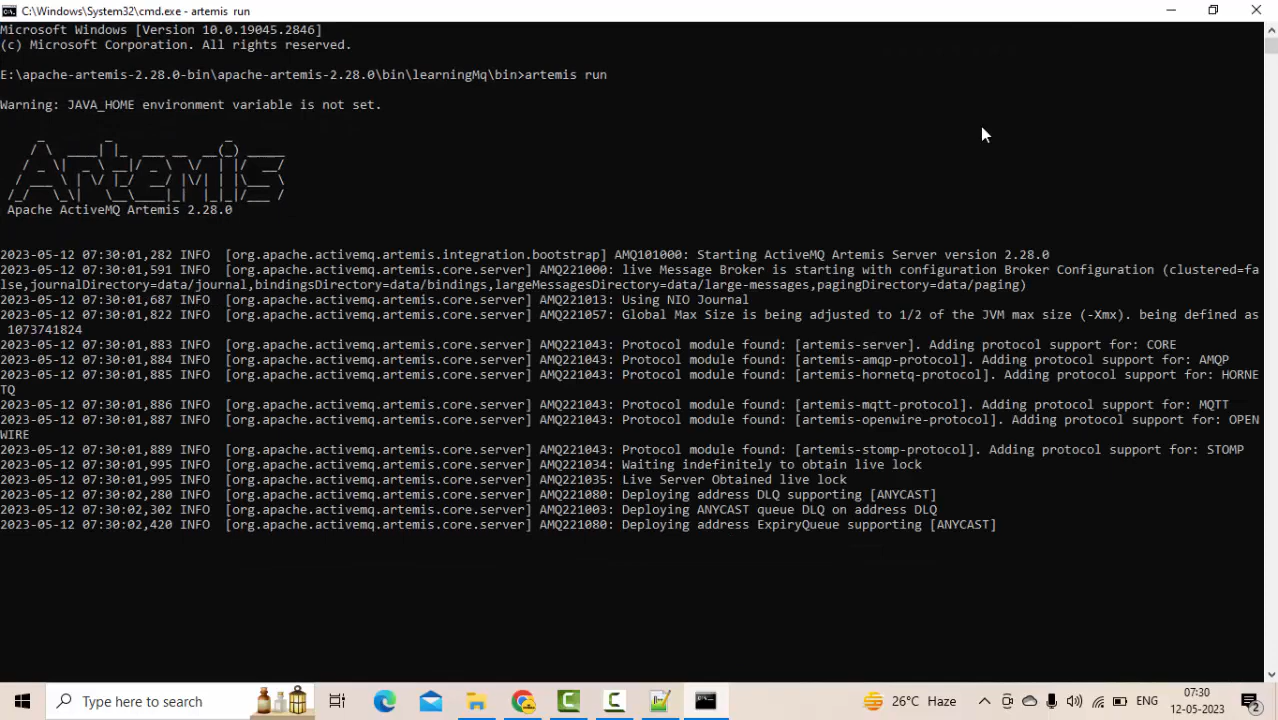 C:\Windows\System32\cmd.exe - artemis run
Microsoft Windows [Version 10.0.19045.2846]
(c) Microsoft Corporation. All rights reserved.
E:\apache-artemis-2.28.0-bin\apache-artemis-2.28.0\bin\learningMq\bin>artemis run
Warning: JAVA_HOME environment variable is not set.
Artemis
Apache ActiveMQ Artemis 2.28.0
2023-05-12 07:30:01,282 INFO  [org.apache.activemq.artemis.integration.bootstrap] AMQ101000: Starting ActiveMQ Artemis Server version 2.28.0
2023-05-12 07:30:01,591 INFO  [org.apache.activemq.artemis.core.server] AMQ221000: live Message Broker is starting with configuration Broker Configuration (clustered=fa
lse,journalDirectory=data/journal,bindingsDirectory=data/bindings,largeMessagesDirectory=data/large-messages,pagingDirectory=data/paging)
2023-05-12 07:30:01,687 INFO  [org.apache.activemq.artemis.core.server] AMQ221013: Using NIO Journal
2023-05-12 07:30:01,822 INFO  [org.apache.activemq.artemis.core.server] AMQ221057: Global Max Size is being adjusted to 1/2 of the JVM max size (-Xmx). being defined as
1073741824
2023-05-12 07:30:01,883 INFO  [org.apache.activemq.artemis.core.server] AMQ221043: Protocol module found: [artemis-server]. Adding protocol support for: CORE
2023-05-12 07:30:01,884 INFO  [org.apache.activemq.artemis.core.server] AMQ221043: Protocol module found: [artemis-amqp-protocol]. Adding protocol support for: AMQP
2023-05-12 07:30:01,885 INFO  [org.apache.activemq.artemis.core.server] AMQ221043: Protocol module found: [artemis-hornetq-protocol]. Adding protocol support for: HORNE
TQ
2023-05-12 07:30:01,886 INFO  [org.apache.activemq.artemis.core.server] AMQ221043: Protocol module found: [artemis-mqtt-protocol]. Adding protocol support for: MQTT
2023-05-12 07:30:01,887 INFO  [org.apache.activemq.artemis.core.server] AMQ221043: Protocol module found: [artemis-openwire-protocol]. Adding protocol support for: OPEN
WIRE
2023-05-12 07:30:01,889 INFO  [org.apache.activemq.artemis.core.server] AMQ221043: Protocol module found: [artemis-stomp-protocol]. Adding protocol support for: STOMP
2023-05-12 07:30:01,995 INFO  [org.apache.activemq.artemis.core.server] AMQ221034: Waiting indefinitely to obtain live lock
2023-05-12 07:30:01,995 INFO  [org.apache.activemq.artemis.core.server] AMQ221035: Live Server Obtained live lock
2023-05-12 07:30:02,280 INFO  [org.apache.activemq.artemis.core.server] AMQ221080: Deploying address DLQ supporting [ANYCAST]
2023-05-12 07:30:02,302 INFO  [org.apache.activemq.artemis.core.server] AMQ221003: Deploying ANYCAST queue DLQ on address DLQ
2023-05-12 07:30:02,420 INFO  [org.apache.activemq.artemis.core.server] AMQ221080: Deploying address ExpiryQueue supporting [ANYCAST]
Type here to search
26°C Haze
ENG
07:30
12-05-2023
2